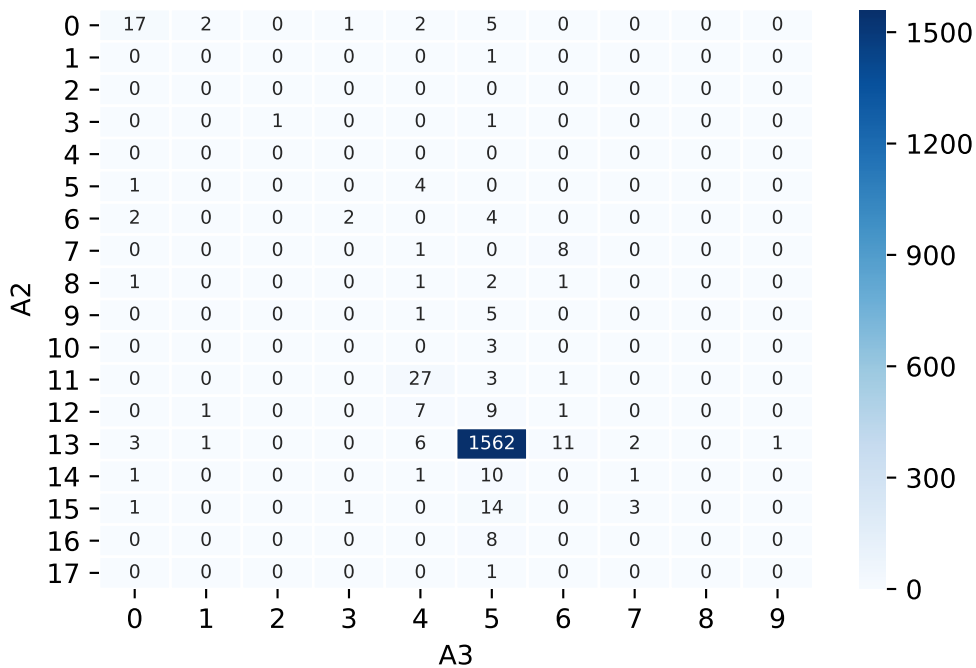 0 17 2 0 1 2 5 0 0 0 0
1 0 0 0 0 0 1 0 0 0 0
2 0 0 0 0 0 0 0 0 0 0
3 0 0 1 0 0 1 0 0 0 0
4 0 0 0 0 0 0 0 0 0 0
5 1 0 0 0 4 0 0 0 0 0
6 2 0 0 2 0 4 0 0 0 0
7 0 0 0 0 1 0 8 0 0 0
8 1 0 0 0 1 2 1 0 0 0
9 0 0 0 0 1 5 0 0 0 0
10 0 0 0 0 0 3 0 0 0 0
11 0 0 0 0 27 3 1 0 0 0
12 0 1 0 0 7 9 1 0 0 0
13 3 1 0 0 6 1562 11 2 0 1
14 1 0 0 0 1 10 0 1 0 0
15 1 0 0 1 0 14 0 3 0 0
16 0 0 0 0 0 8 0 0 0 0
17 0 0 0 0 0 1 0 0 0 0
0 1 2 3 4 5 6 7 8 9
A3
A2
1500
1200
900
600
300
0